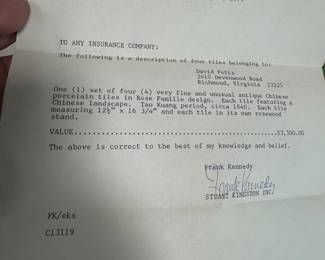 TO ANY INSURANCE COMPANY:
The following is a description of four tiles belonging to:
David Potts
2410 Devenwood Road
Richmond, Virginia 23225
One (1) set of four (4) very fine and unusual antique Chinese
porcelain tiles in Rose Famille design. Each tile featuring a
Chinese landscape. Tao Kuang period, circa 1840. Each tile
measuring 12½" x 16 3/4" and each tile in its own rosewood
stand.
VALUE......................................................$3,500.00
The above is correct to the best of my knowledge and belief.
Frank Kennedy
Frank Kennedy
STUART KINGSTON INC.
FK/eks
C13119